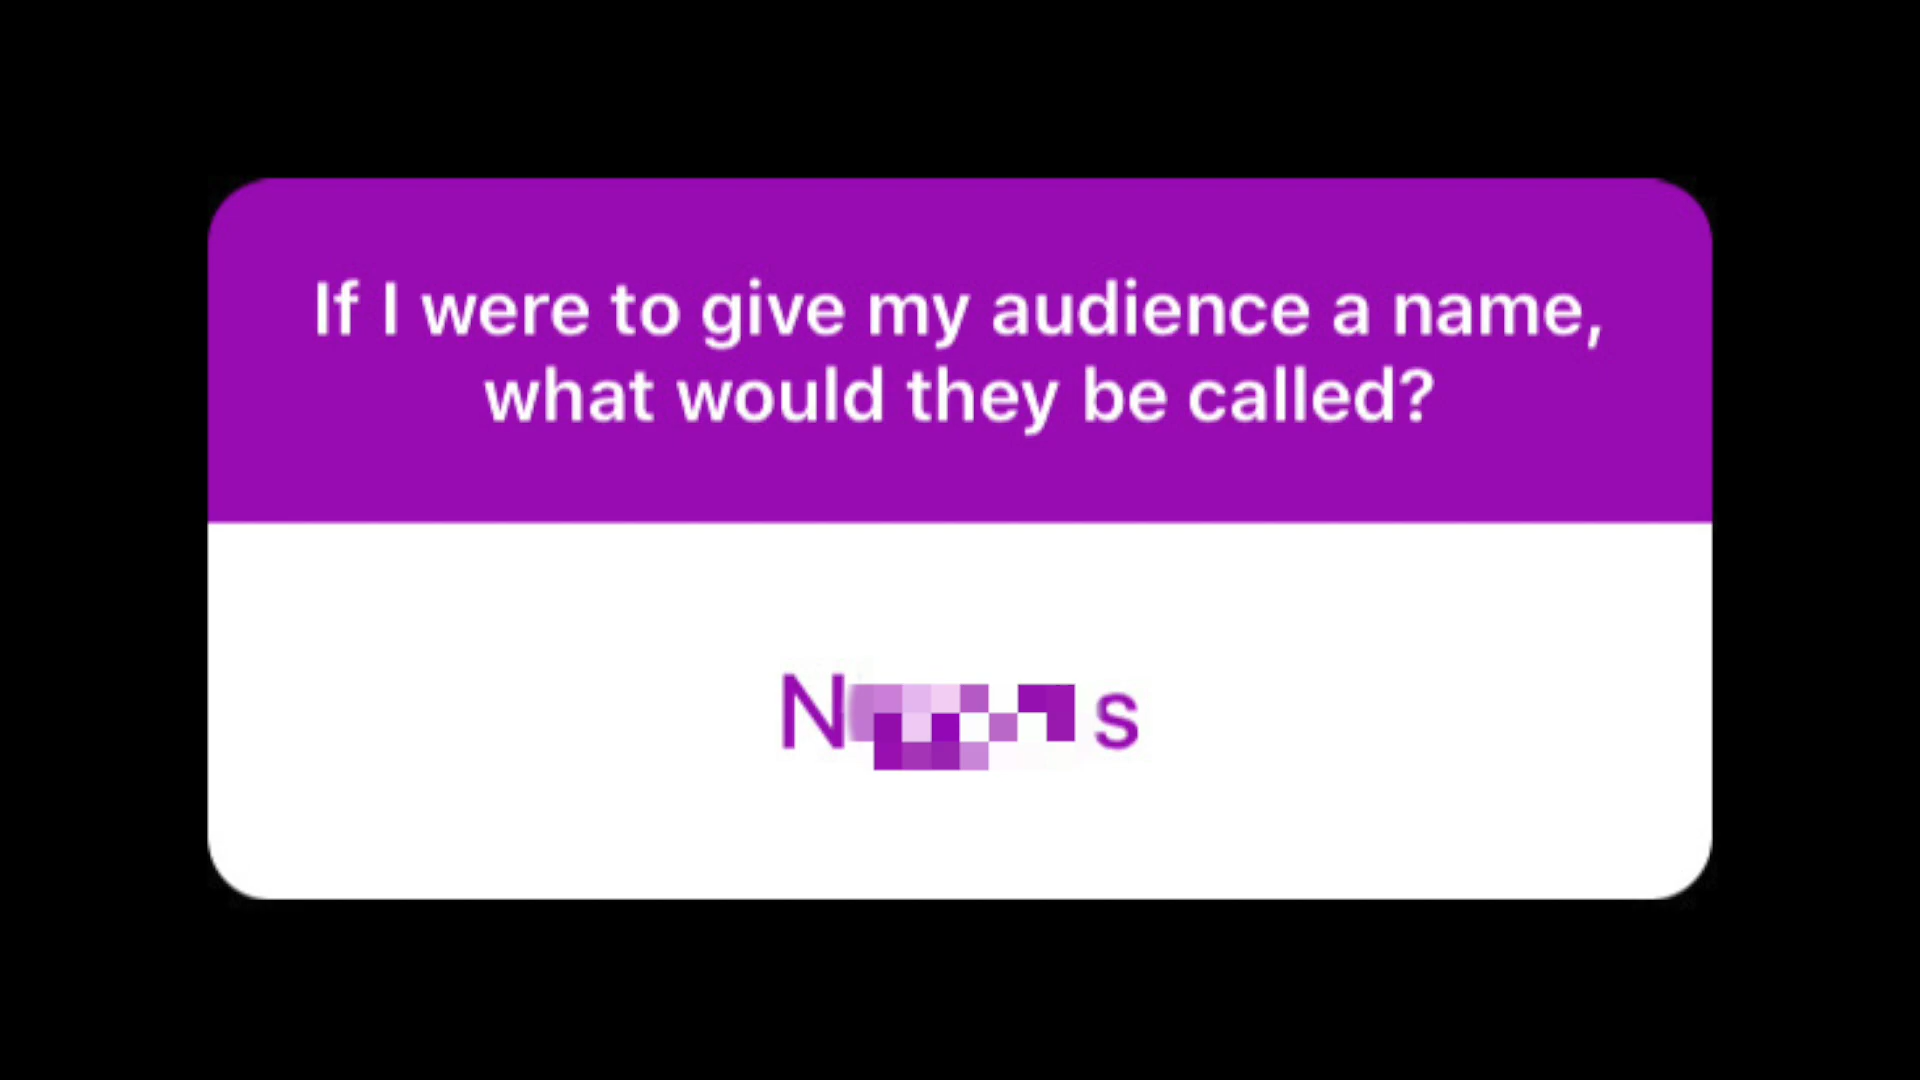 If I were to give my audience a name,
what would they be called?